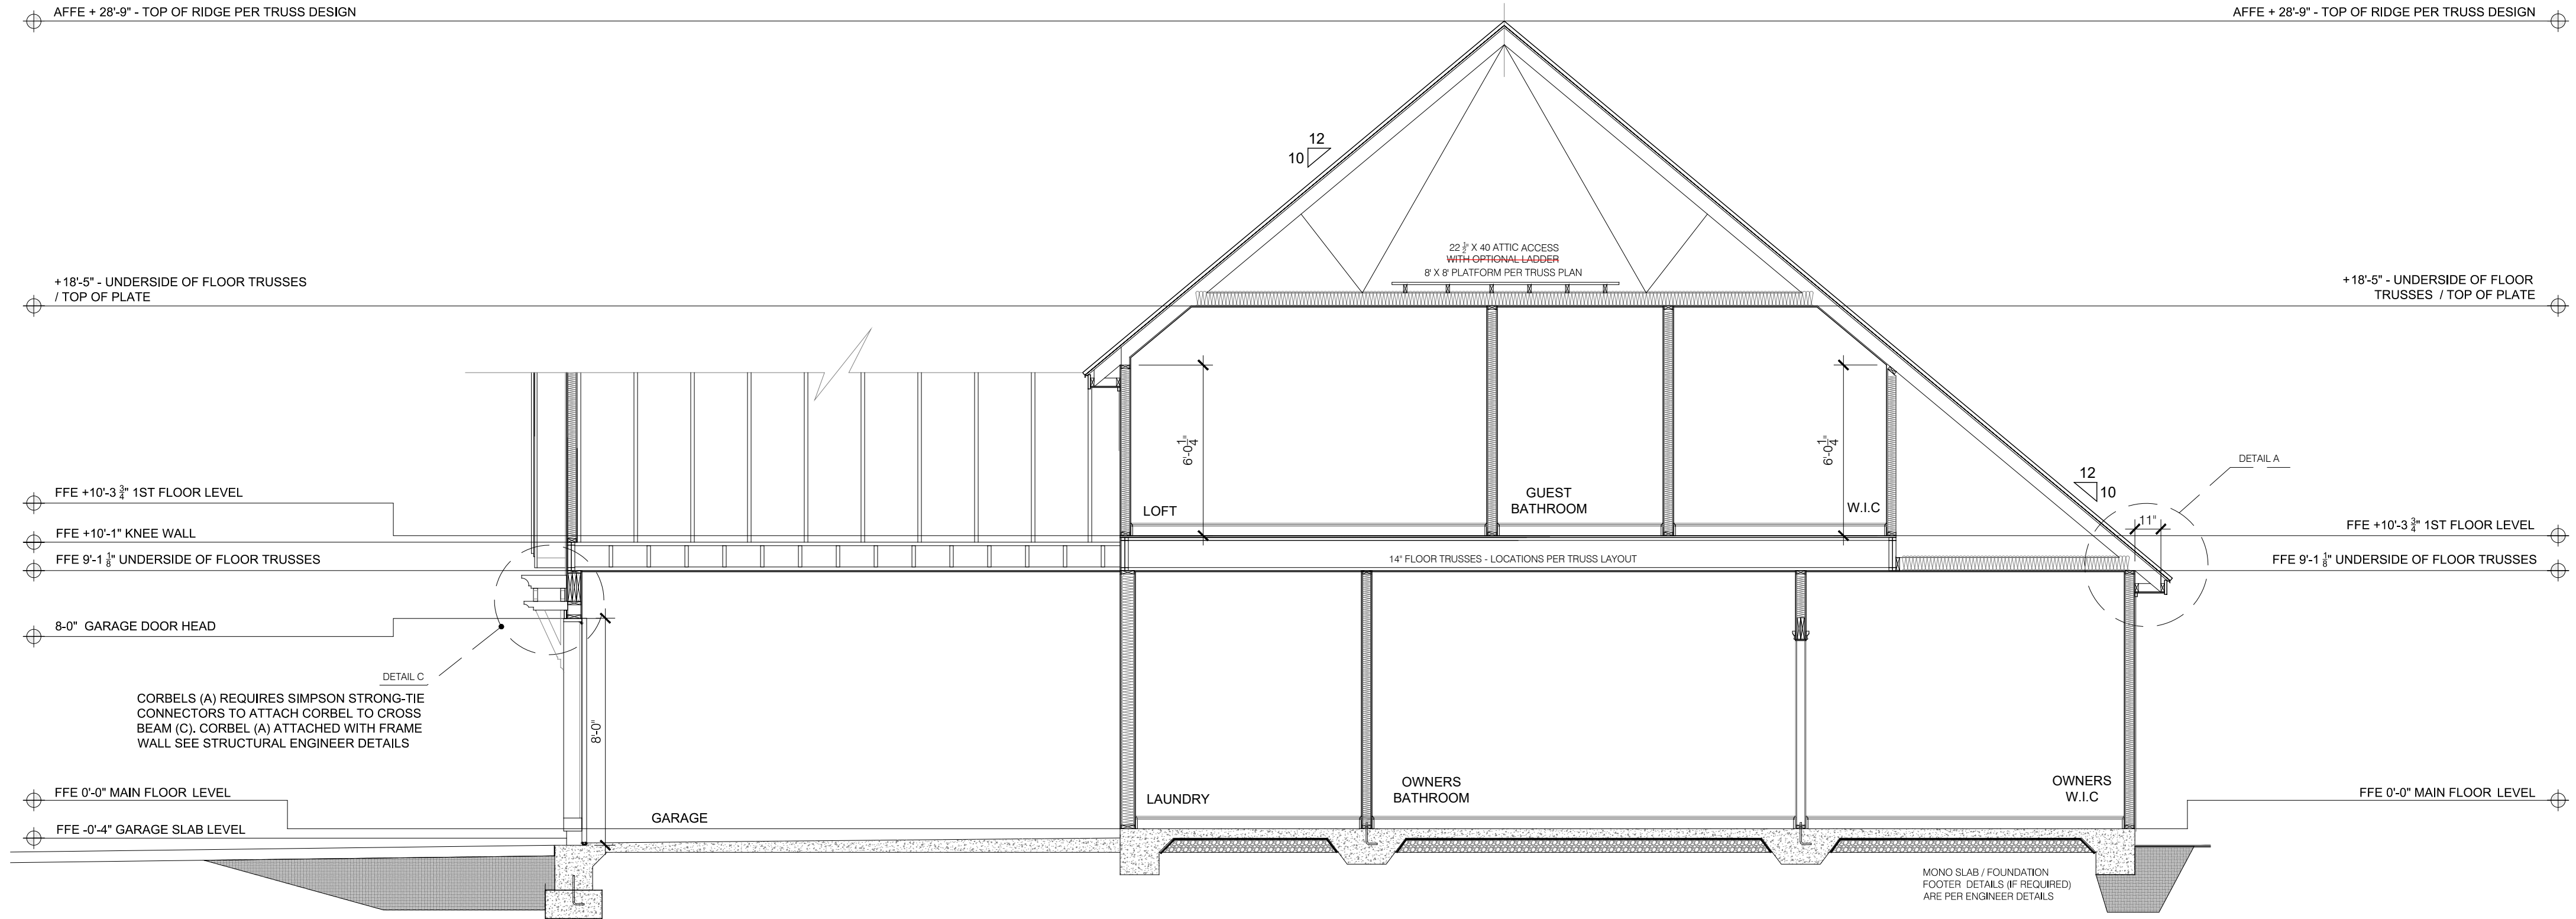 AFFE + 28'-9" - TOP OF RIDGE PER TRUSS DESIGN
AFFE + 28'-9" - TOP OF RIDGE PER TRUSS DESIGN
12
10
22 ½" X 40 ATTIC ACCESS
WITH OPTIONAL LADDER
8' X 8' PLATFORM PER TRUSS PLAN
+18'-5" - UNDERSIDE OF FLOOR TRUSSES
/ TOP OF PLATE
+18'-5" - UNDERSIDE OF FLOOR
TRUSSES / TOP OF PLATE
6'-0¼"
6'-0¼"
DETAIL A
12
10
11"
FFE +10'-3 ¾" 1ST FLOOR LEVEL
LOFT
GUEST
BATHROOM
W.I.C
FFE +10'-3 ¾" 1ST FLOOR LEVEL
FFE +10'-1" KNEE WALL
FFE 9'-1 ⅛" UNDERSIDE OF FLOOR TRUSSES
14" FLOOR TRUSSES - LOCATIONS PER TRUSS LAYOUT
FFE 9'-1 ⅛" UNDERSIDE OF FLOOR TRUSSES
8-0" GARAGE DOOR HEAD
DETAIL C
CORBELS (A) REQUIRES SIMPSON STRONG-TIE
CONNECTORS TO ATTACH CORBEL TO CROSS
BEAM (C). CORBEL (A) ATTACHED WITH FRAME
WALL SEE STRUCTURAL ENGINEER DETAILS
8'-0"
FFE 0'-0" MAIN FLOOR LEVEL
LAUNDRY
OWNERS
BATHROOM
OWNERS
W.I.C
FFE 0'-0" MAIN FLOOR LEVEL
GARAGE
FFE -0'-4" GARAGE SLAB LEVEL
MONO SLAB / FOUNDATION
FOOTER DETAILS (IF REQUIRED)
ARE PER ENGINEER DETAILS